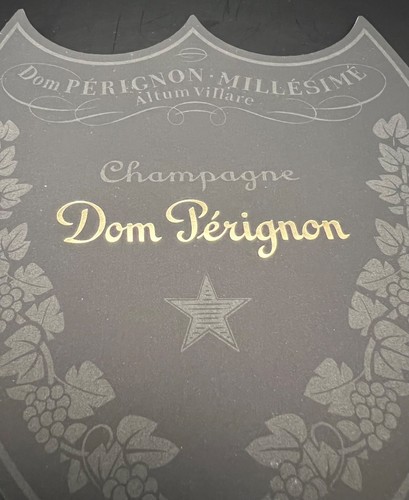 Dom PÉRIGNON · MILLÉSIMÉ
Altum Villare
Champagne
Dom Pérignon